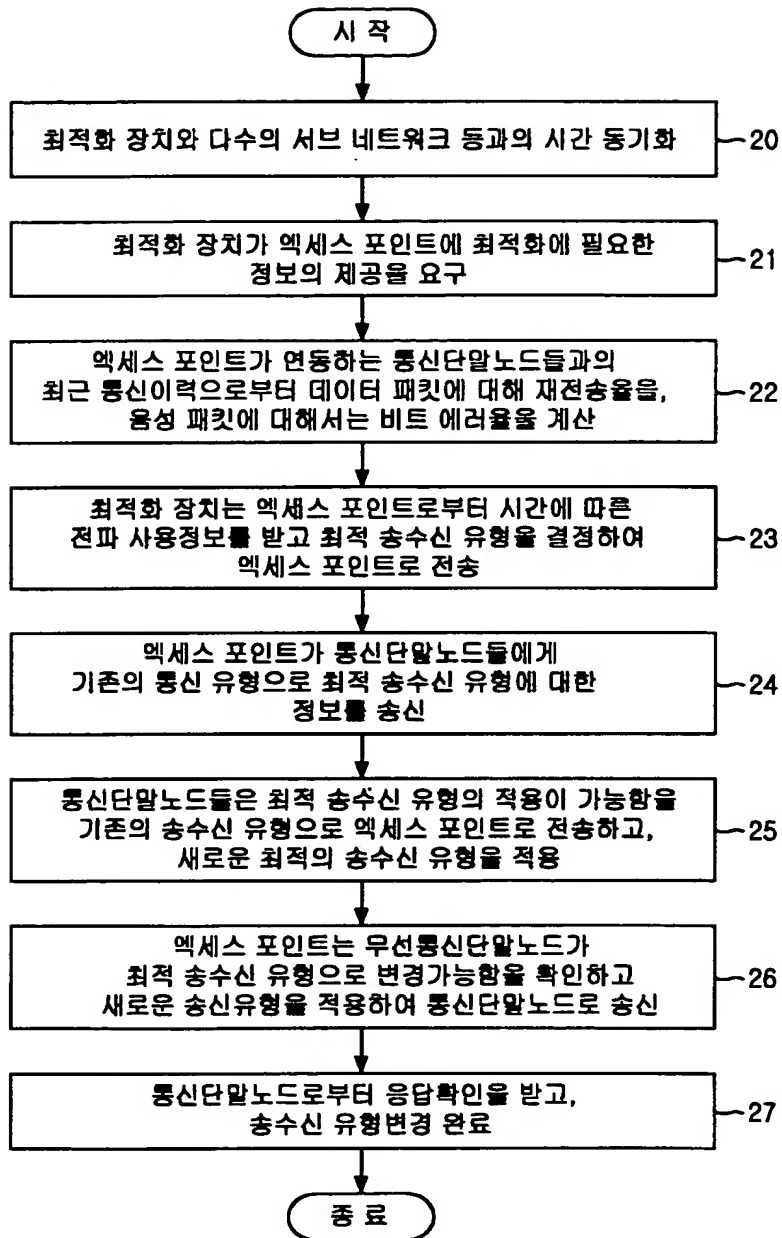 시 작
최적화 장치와 다수의 서브 네트워크 등과의 시간 동기화
20
최적화 장치가 엑세스 포인트에 최적화에 필요한
정보의 제공을 요구
21
엑세스 포인트가 연동하는 통신단말노드들과의
최근 통신이력으로부터 데이터 패킷에 대해 재전송율을,
음성 패킷에 대해서는 비트 에러율을 계산
22
최적화 장치는 엑세스 포인트로부터 시간에 따른
전파 사용정보를 받고 최적 송수신 유형을 결정하여
엑세스 포인트로 전송
23
엑세스 포인트가 통신단말노드들에게
기존의 통신 유형으로 최적 송수신 유형에 대한
정보를 송신
24
통신단말노드들은 최적 송수신 유형의 적용이 가능함을
기존의 송수신 유형으로 엑세스 포인트로 전송하고,
새로운 최적의 송수신 유형을 적용
25
엑세스 포인트는 무선통신단말노드가
최적 송수신 유형으로 변경가능함을 확인하고
새로운 송신유형을 적용하여 통신단말노드로 송신
26
통신단말노드로부터 응답확인을 받고,
송수신 유형변경 완료
27
종 료